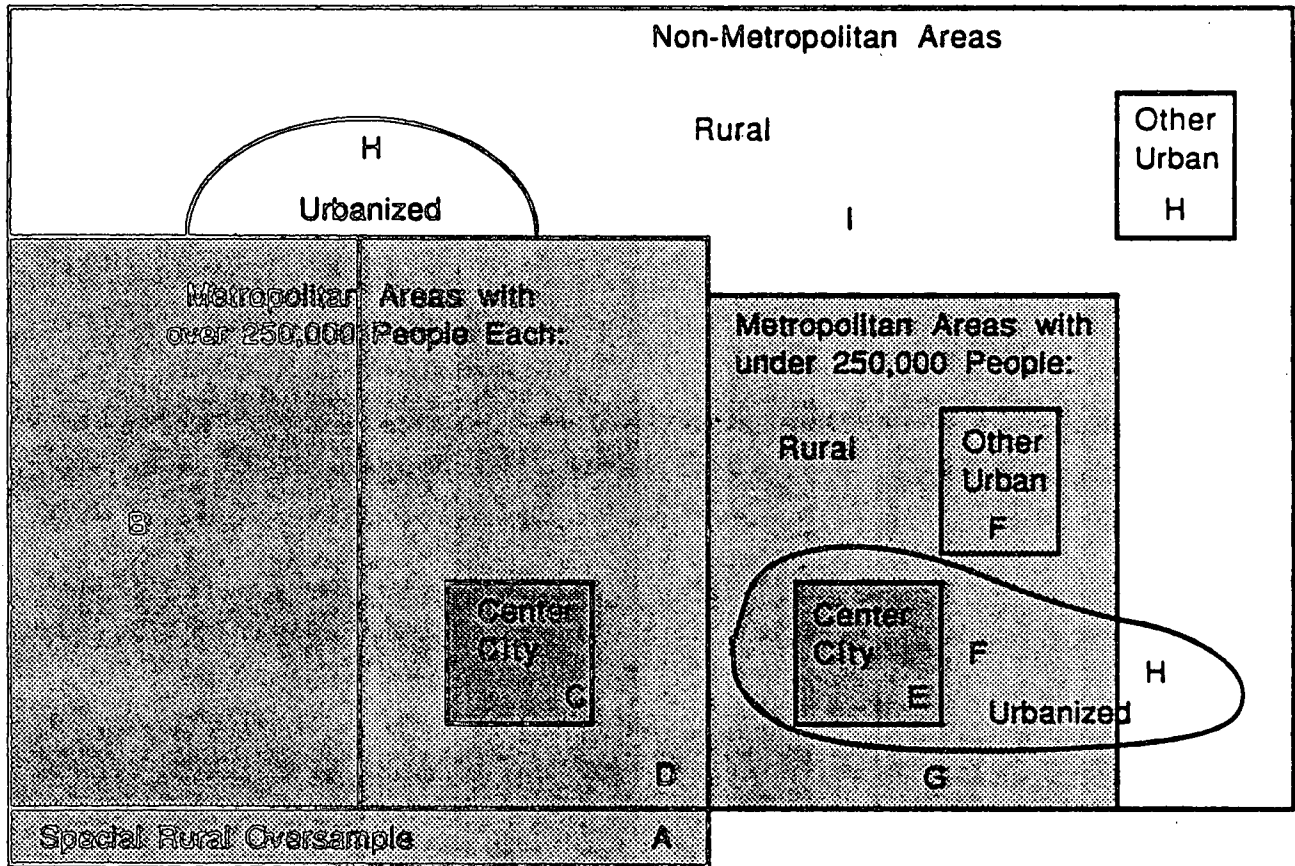 Non-Metropolitan Areas
Rural
Other
Urban
H
H
Urbanized
I
Metropolitan Areas with
over 250,000 People Each:
Metropolitan Areas with
under 250,000 People:
Rural
Other
Urban
F
B
Center
City
C
Center
City
E
F
H
Urbanized
D
G
Special Rural Oversample
A